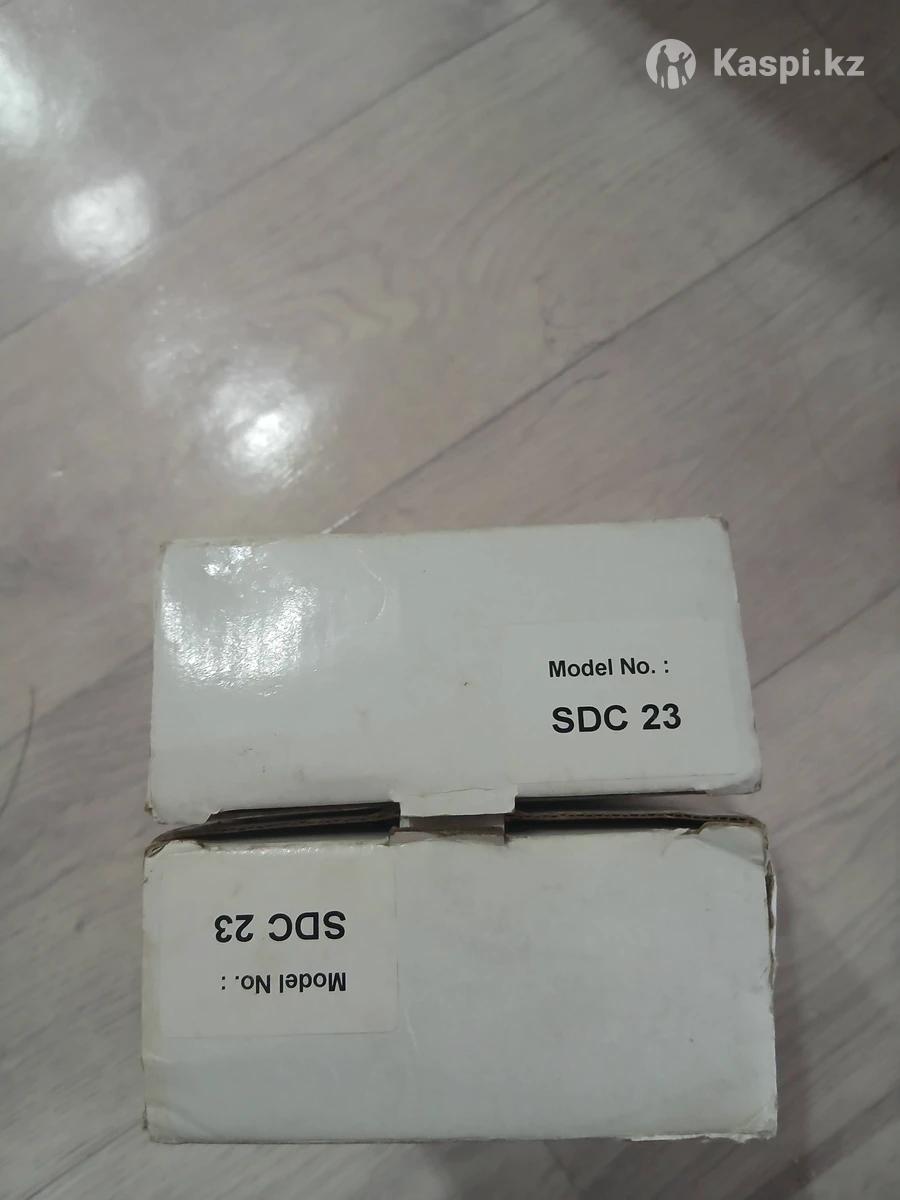 Kaspi.kz
Model No. :
SDC 23
Model No. :
SDC 23